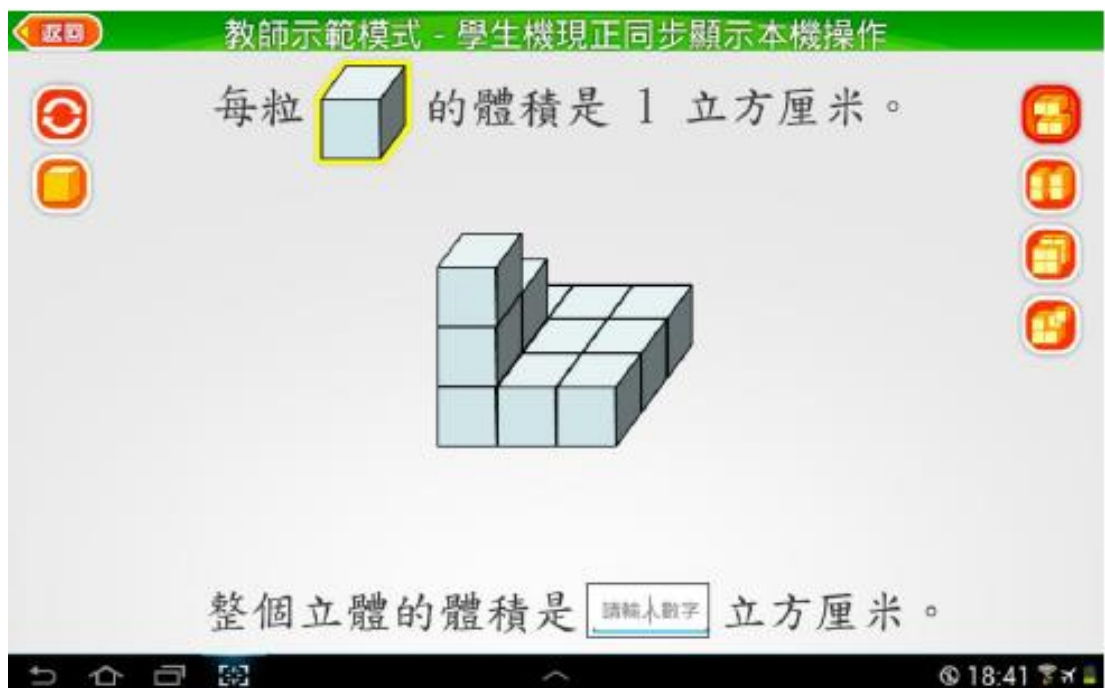 返回
教師示範模式 - 學生機現正同步顯示本機操作
每粒 的體積是 1 立方厘米。
整個立體的體積是 請輸入數字 立方厘米。
18:41